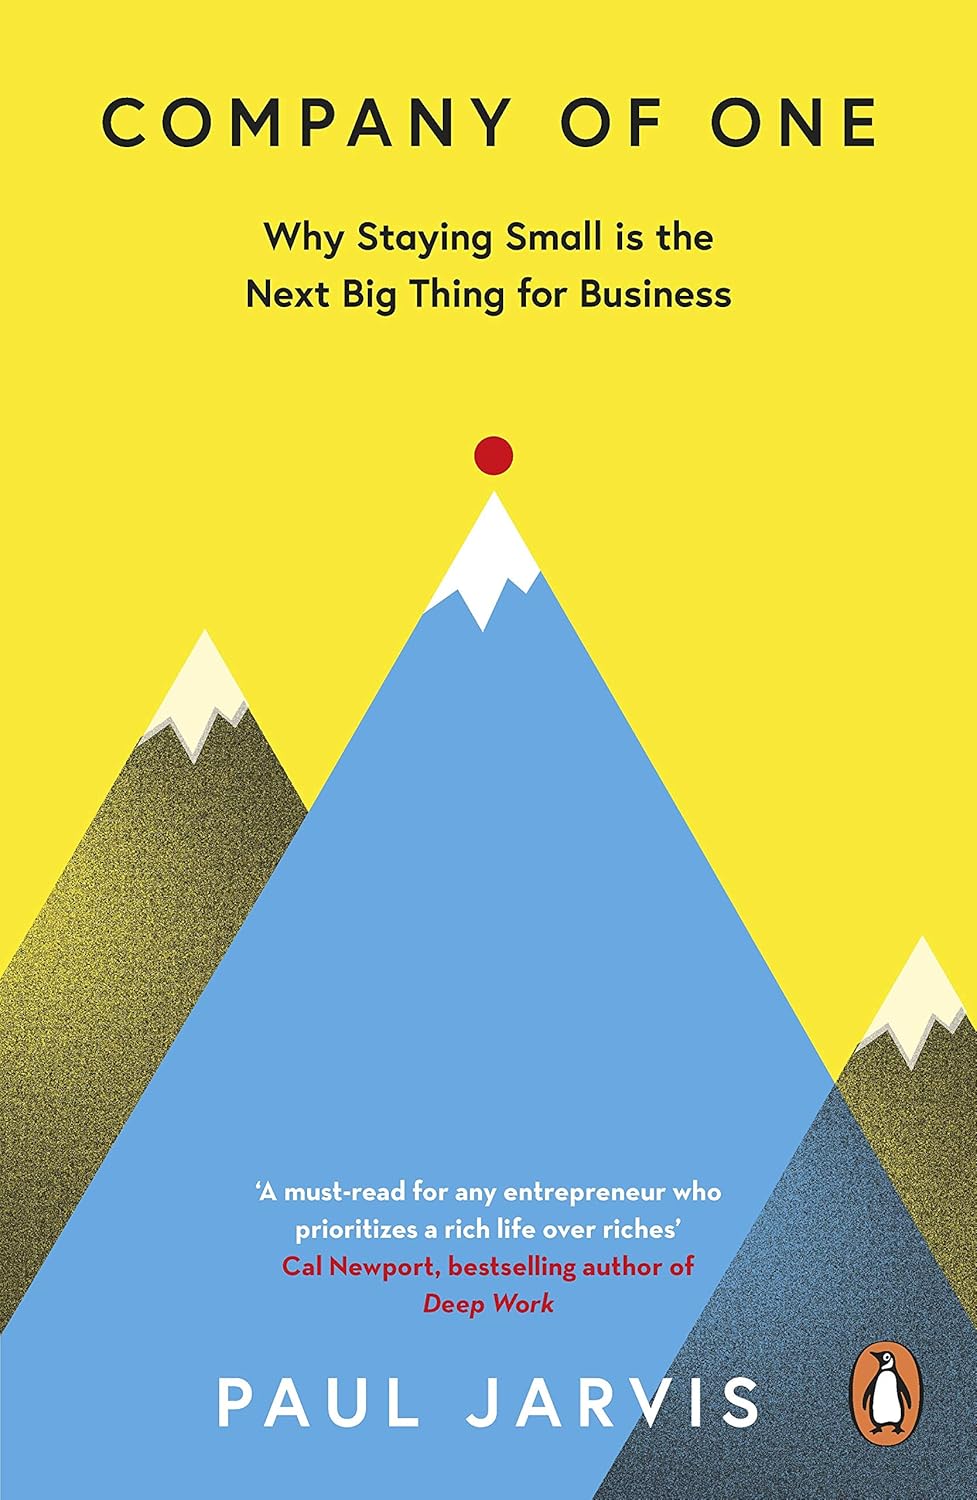 COMPANY OF ONE
Why Staying Small is the
Next Big Thing for Business
‘A must-read for any entrepreneur who
prioritizes a rich life over riches’
Cal Newport, bestselling author of
Deep Work
PAUL JARVIS